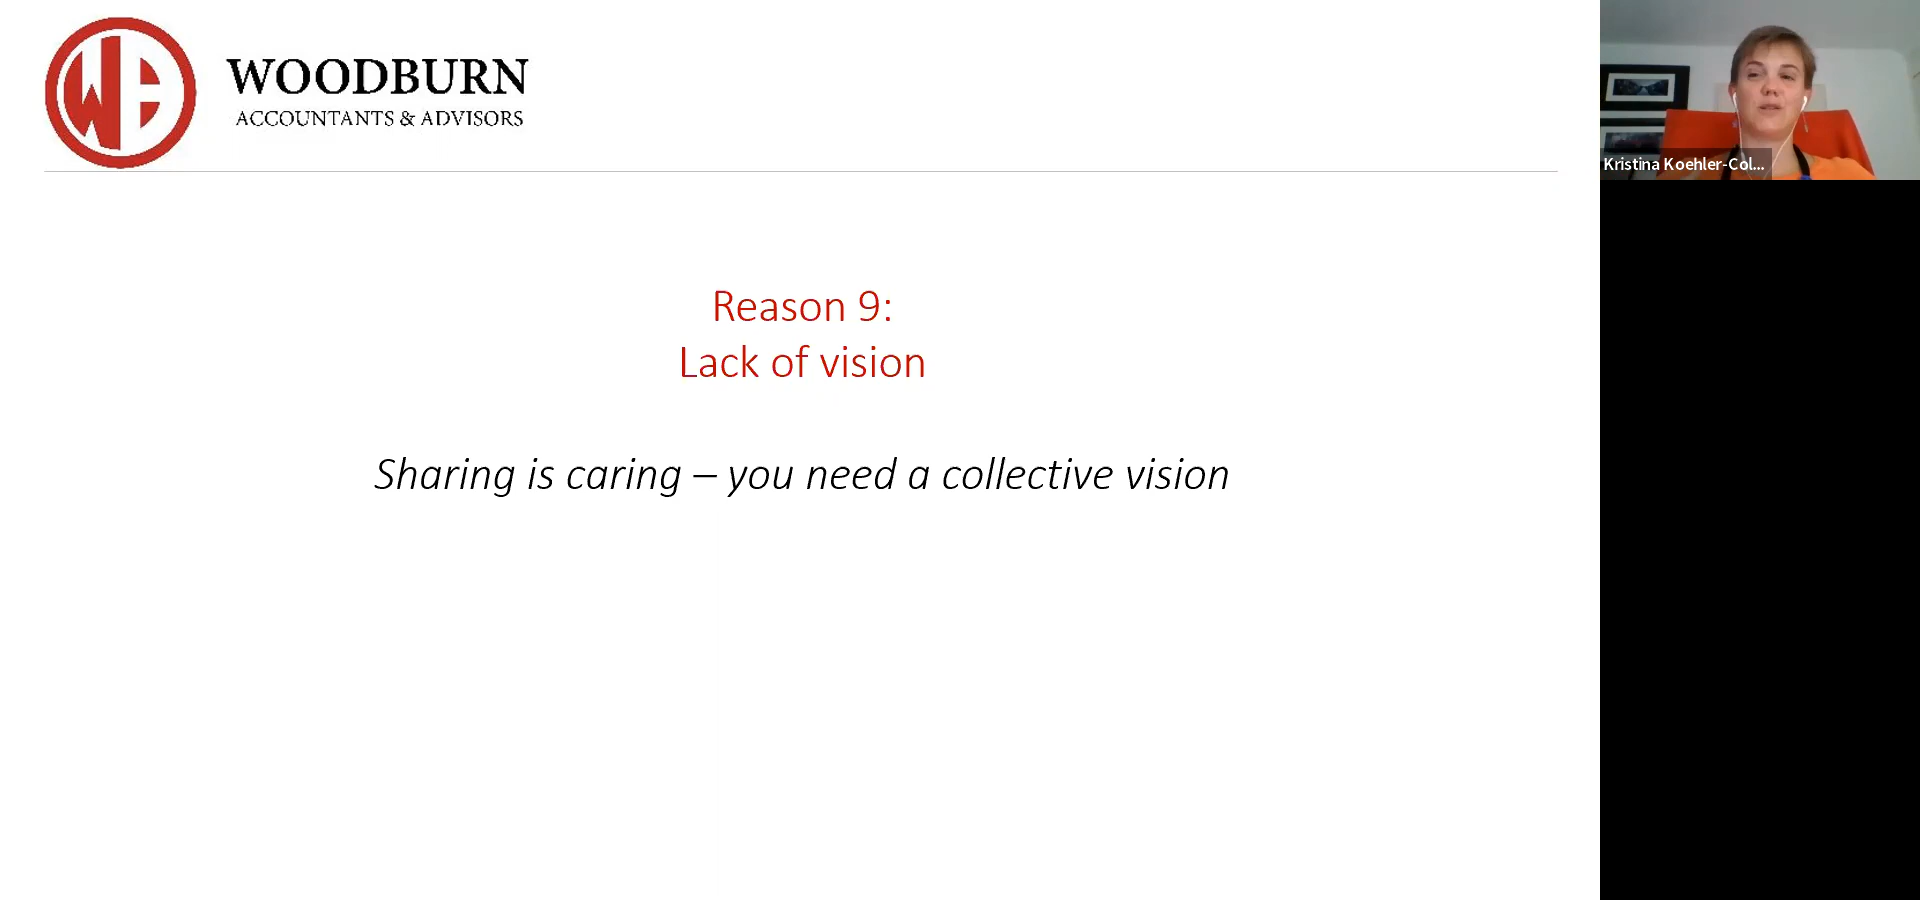 WOODBURN
ACCOUNTANTS & ADVISORS
Kristina Koehler-Col...
Reason 9:
Lack of vision
Sharing is caring – you need a collective vision